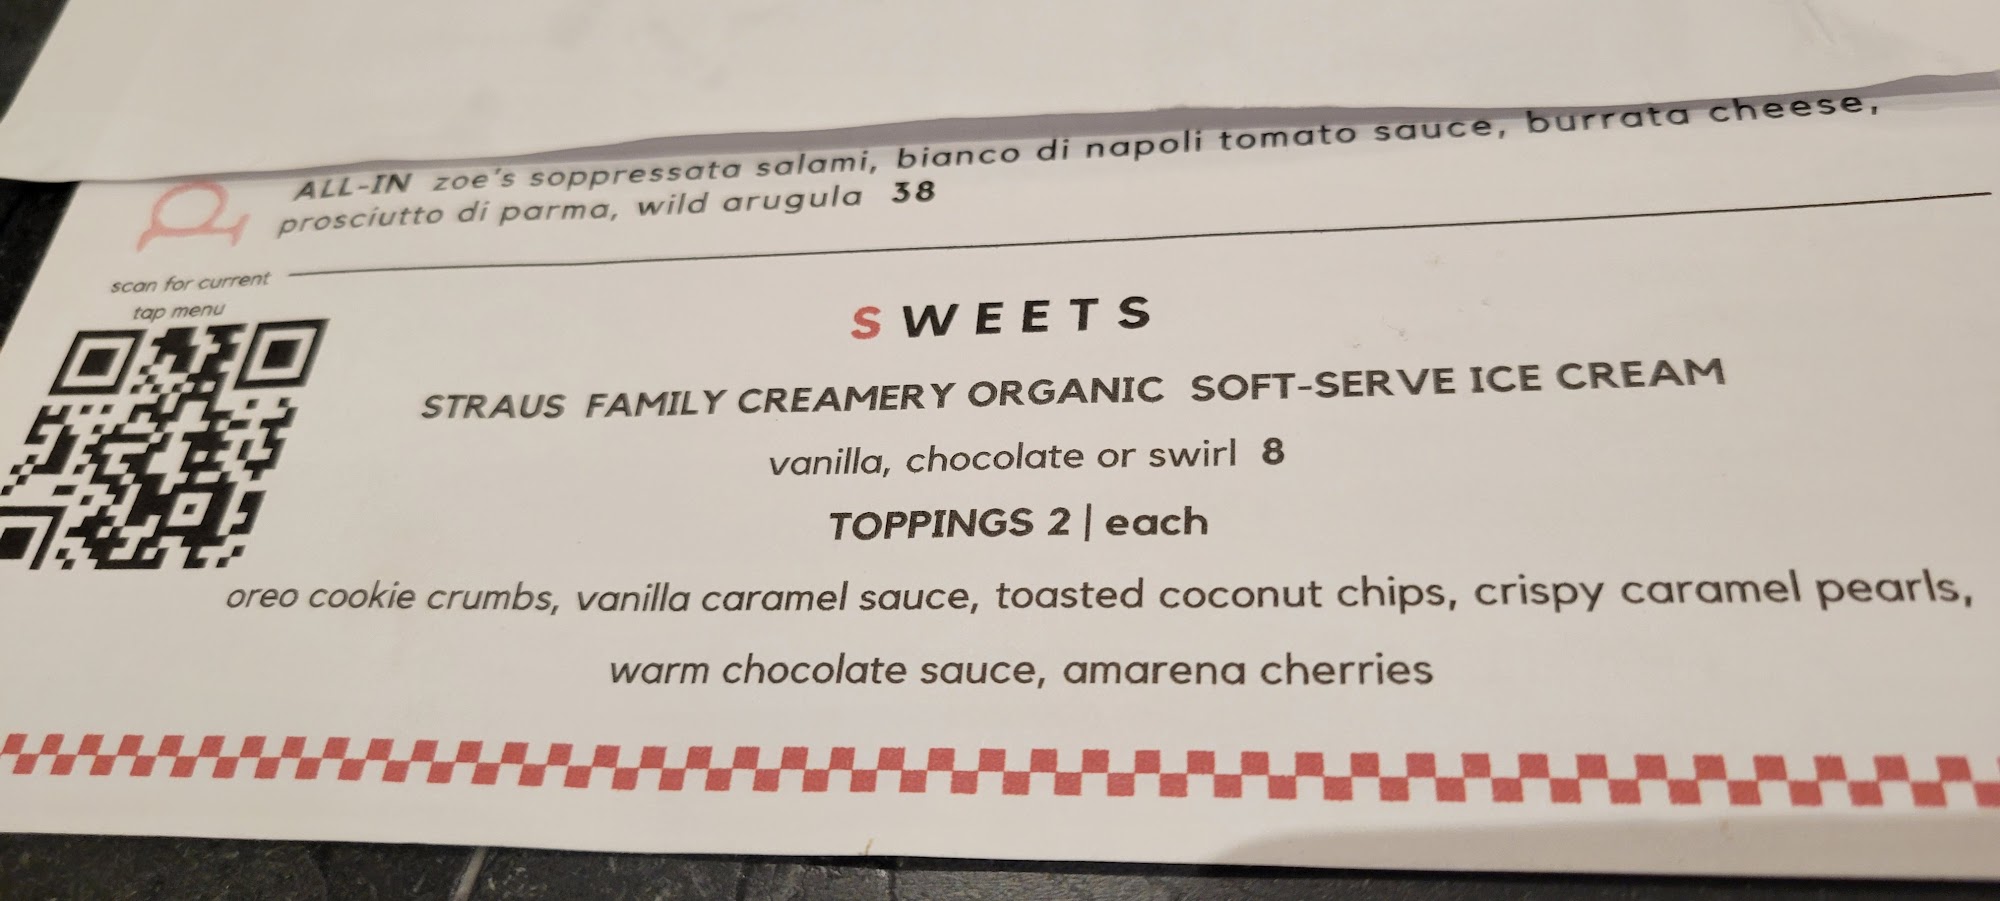 ALL-IN zoe's soppressata salami, bianco di napoli tomato sauce, burrata cheese,
prosciutto di parma, wild arugula 38
scan for current
tap menu
SWEETS
STRAUS FAMILY CREAMERY ORGANIC SOFT-SERVE ICE CREAM
vanilla, chocolate or swirl 8
TOPPINGS 2 | each
oreo cookie crumbs, vanilla caramel sauce, toasted coconut chips, crispy caramel pearls,
warm chocolate sauce, amarena cherries